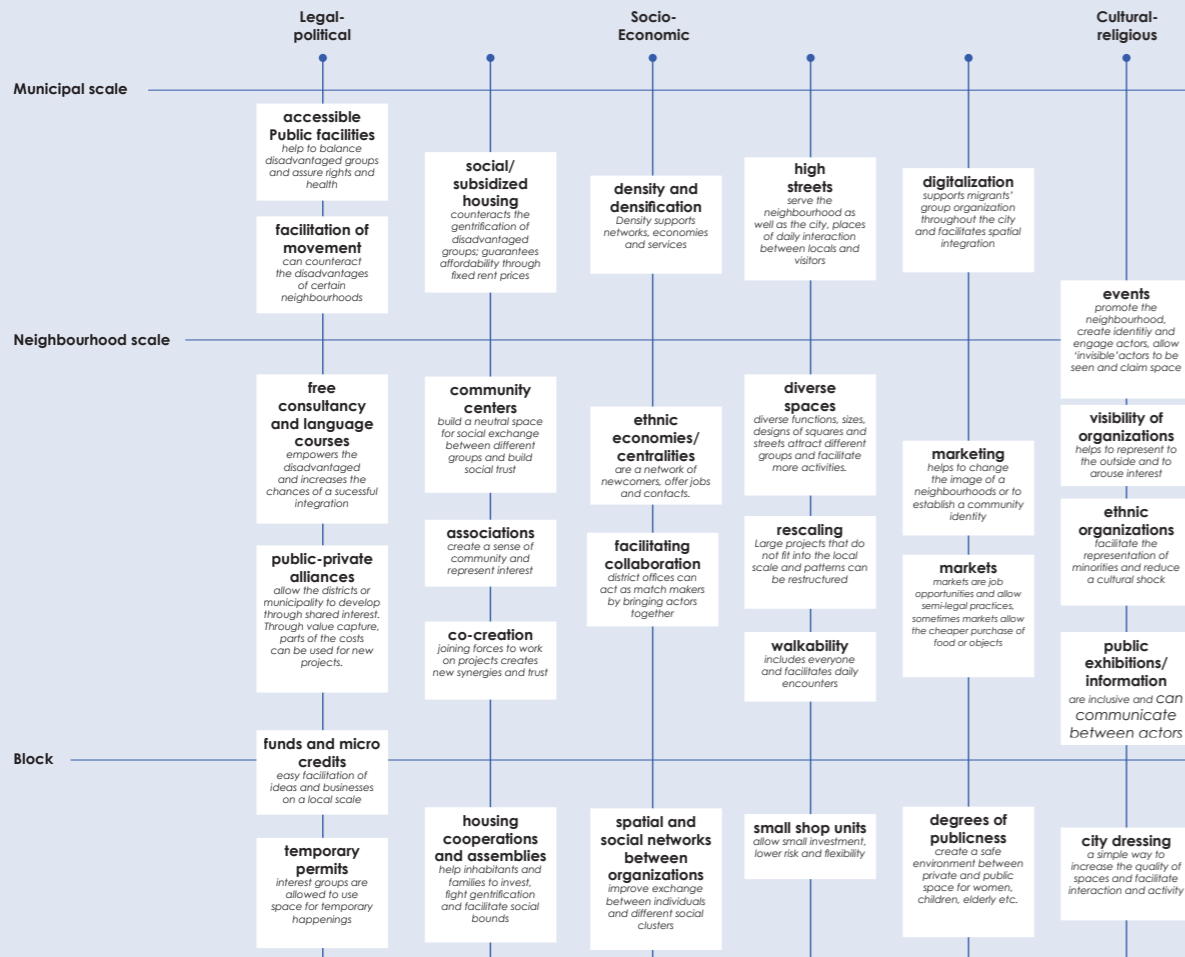 Legal-
political
Socio-
Economic
Cultural-
religious
Municipal scale
accessible
Public facilities
help to balance
disadvantaged groups
and assure rights and
health
facilitation of
movement
can counteract
the disadvantages
of certain
neighbourhoods
social/
subsidized
housing
counteracts the
gentrification of
disadvantaged
groups; guarantees
affordability through
fixed rent prices
density and
densification
Density supports
networks, economies
and services
high
streets
serve the
neighbourhood as
well as the city, places
of daily interaction
between locals and
visitors
digitalization
supports migrants'
group organization
throughout the city
and facilitates spatial
integration
events
promote the
neighbourhood,
create identitiy and
engage actors, allow
'invisible'actors to be
seen and claim space
Neighbourhood scale
free
consultancy
and language
courses
empowers the
disadvantaged
and increases the
chances of a sucessful
integration
public-private
alliances
allow the districts or
municipality to develop
through shared interest.
Through value capture,
parts of the costs
can be used for new
projects.
community
centers
build a neutral space
for social exchange
between different
groups and build
social trust
associations
create a sense of
community and
represent interest
co-creation
joining forces to work
on projects creates
new synergies and trust
ethnic
economies/
centralities
are a network of
newcomers, offer jobs
and contacts.
facilitating
collaboration
district offices can
act as match makers
by bringing actors
together
diverse
spaces
diverse functions, sizes,
designs of squares and
streets attract different
groups and facilitate
more activities.
rescaling
Large projects that do
not fit into the local
scale and patterns can
be restructured
walkability
includes everyone
and facilitates daily
encounters
marketing
helps to change
the image of a
neighbourhoods or to
establish a community
identity
markets
markets are job
opportunities and allow
semi-legal practices,
sometimes markets allow
the cheaper purchase of
food or objects
visibility of
organizations
helps to represent to
the outside and to
arouse interest
ethnic
organizations
facilitate the
representation of
minorities and reduce
a cultural shock
public
exhibitions/
information
are inclusive and can
communicate
between actors
Block
funds and micro
credits
easy facilitation of
ideas and businesses
on a local scale
temporary
permits
interest groups are
allowed to use
space for temporary
happenings
housing
cooperations
and assemblies
help inhabitants and
families to invest,
fight gentrification
and facilitate social
bounds
spatial and
social networks
between
organizations
improve exchange
between individuals
and different social
clusters
small shop units
allow small investment,
lower risk and flexibility
degrees of
publicness
create a safe
environment between
private and public
space for women,
children, elderly etc.
city dressing
a simple way to
increase the quality of
spaces and facilitate
interaction and activity